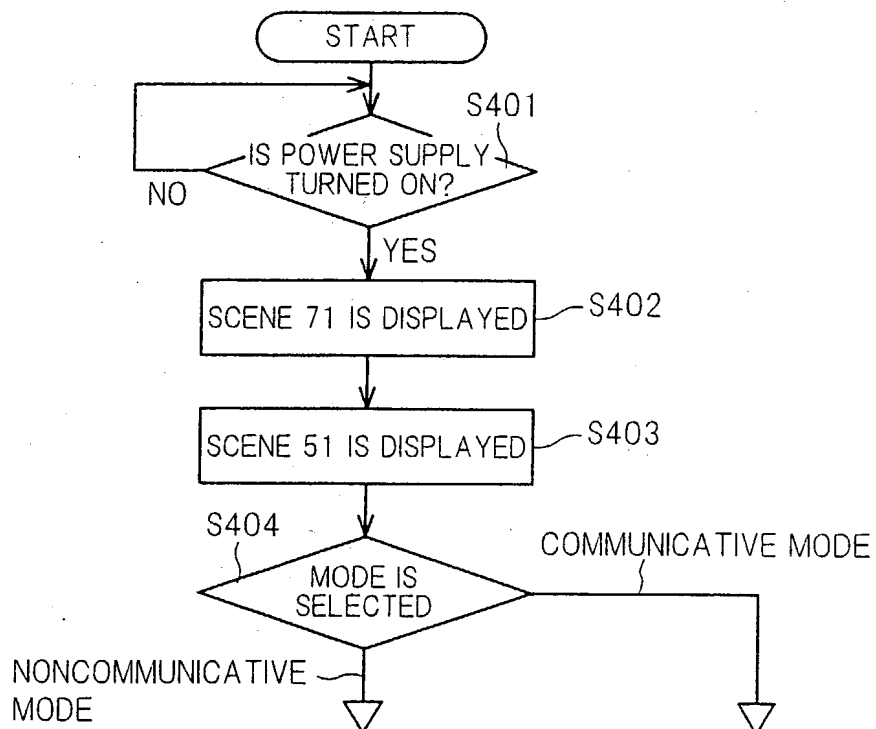 START
S401
IS POWER SUPPLY
TURNED ON?
NO
YES
SCENE 71 IS DISPLAYED
S402
SCENE 51 IS DISPLAYED
S403
S404
MODE IS
SELECTED
COMMUNICATIVE MODE
NONCOMMUNICATIVE
MODE